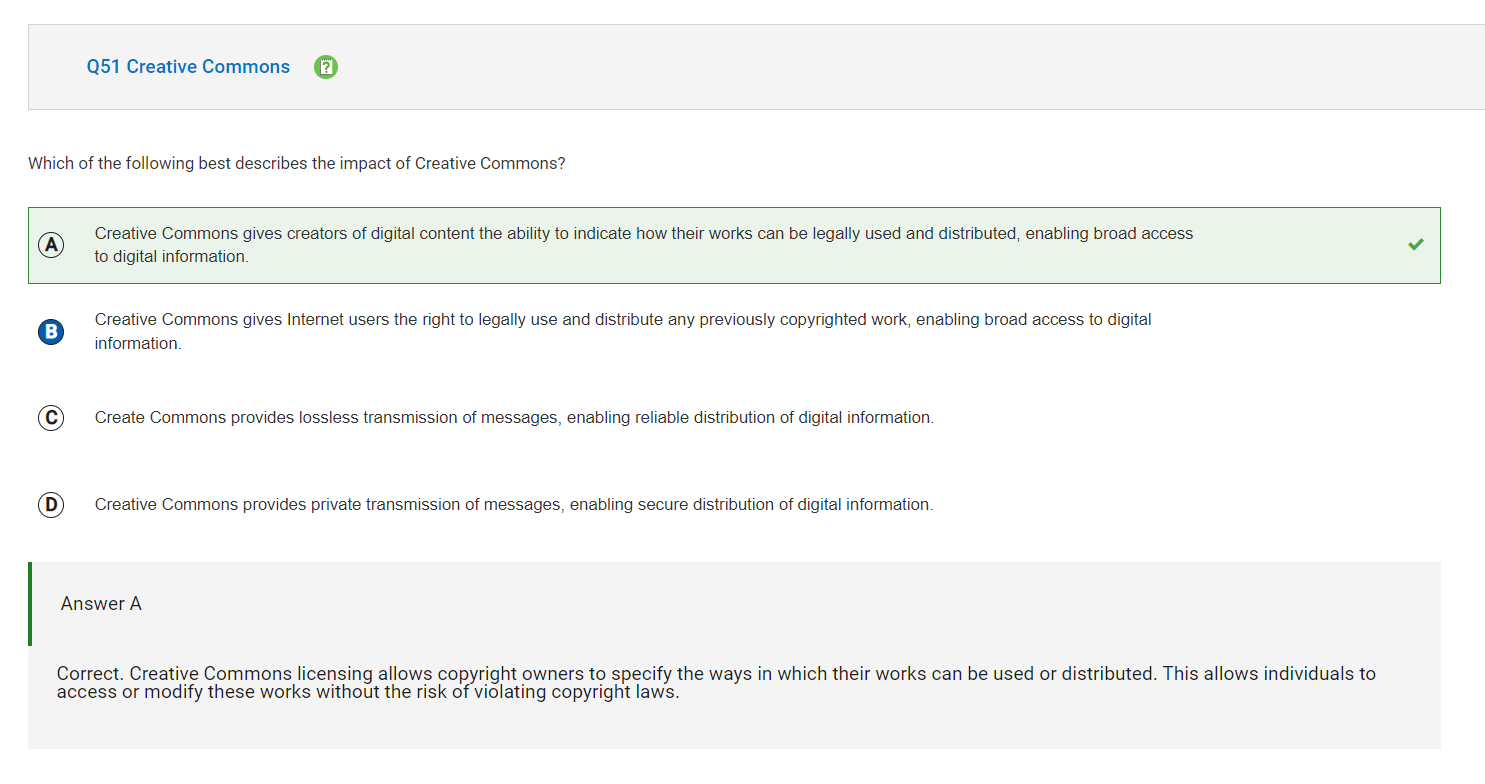 Q51 Creative Commons
Which of the following best describes the impact of Creative Commons?
A
Creative Commons gives creators of digital content the ability to indicate how their works can be legally used and distributed, enabling broad access
to digital information.
B
Creative Commons gives Internet users the right to legally use and distribute any previously copyrighted work, enabling broad access to digital
information.
C
Create Commons provides lossless transmission of messages, enabling reliable distribution of digital information.
D
Creative Commons provides private transmission of messages, enabling secure distribution of digital information.
Answer A
Correct. Creative Commons licensing allows copyright owners to specify the ways in which their works can be used or distributed. This allows individuals to
access or modify these works without the risk of violating copyright laws.